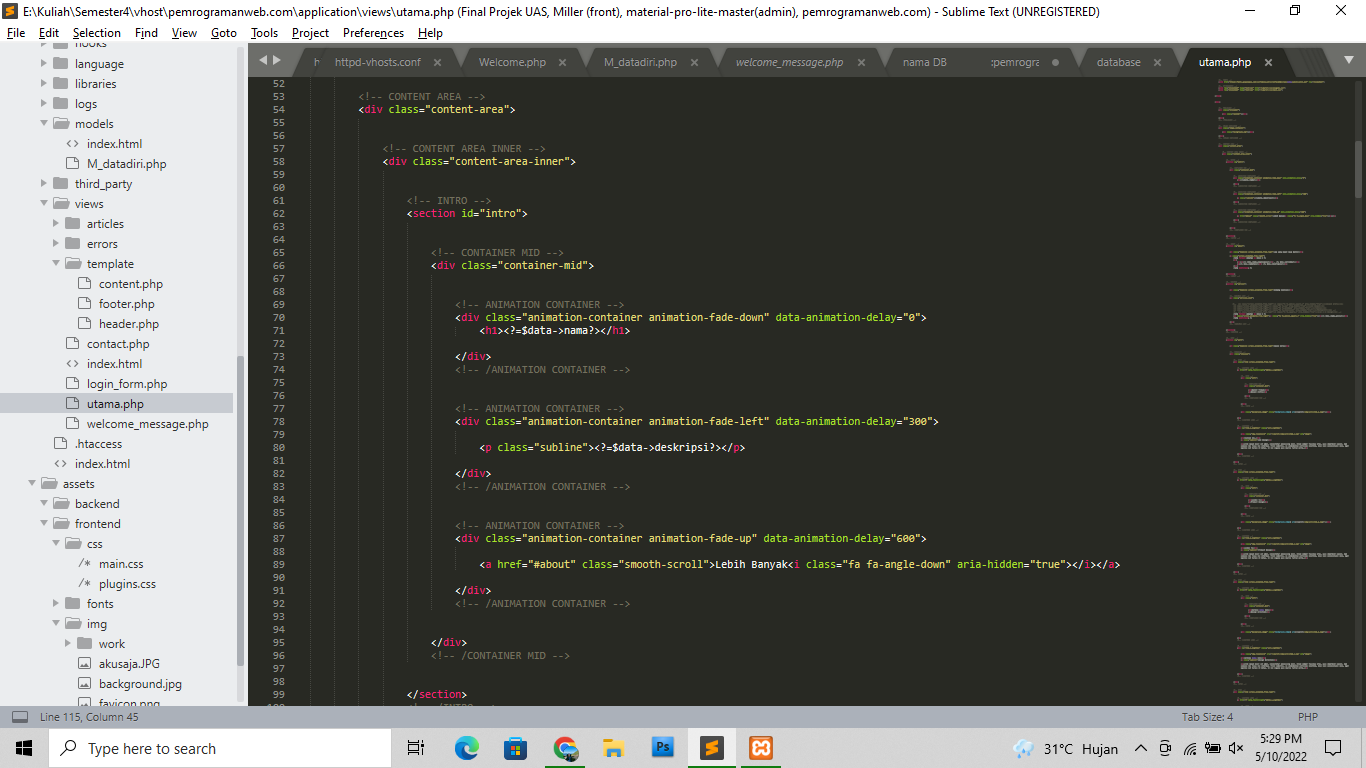 E:\Kuliah\Semester4\vhost\pemrogramanweb.com\application\views\utama.php (Final Projek UAS, Miller (front), material-pro-lite-master(admin), pemrogramanweb.com) - Sublime Text (UNREGISTERED)
File Edit Selection Find View Goto Tools Project Preferences Help
httpd-vhosts.conf Welcome.php M_datadiri.php welcome_message.php nama DB :pemrogra database utama.php
hooks
language
libraries
logs
models
index.html
M_datadiri.php
third_party
views
articles
errors
template
content.php
footer.php
header.php
contact.php
index.html
login_form.php
utama.php
welcome_message.php
.htaccess
index.html
assets
backend
frontend
css
/* main.css
/* plugins.css
fonts
img
work
akusaja.JPG
background.jpg
favicon.png
52
53 <!-- CONTENT AREA -->
54 <div class="content-area">
55
56
57 <!-- CONTENT AREA INNER -->
58 <div class="content-area-inner">
59
60
61 <!-- INTRO -->
62 <section id="intro">
63
64
65 <!-- CONTAINER MID -->
66 <div class="container-mid">
67
68
69 <!-- ANIMATION CONTAINER -->
70 <div class="animation-container animation-fade-down" data-animation-delay="0">
71 <h1><?=$data->nama?></h1>
72
73 </div>
74 <!-- /ANIMATION CONTAINER -->
75
76
77 <!-- ANIMATION CONTAINER -->
78 <div class="animation-container animation-fade-left" data-animation-delay="300">
79
80 <p class="subline"><?=$data->deskripsi?></p>
81
82 </div>
83 <!-- /ANIMATION CONTAINER -->
84
85
86 <!-- ANIMATION CONTAINER -->
87 <div class="animation-container animation-fade-up" data-animation-delay="600">
88
89 <a href="#about" class="smooth-scroll">Lebih Banyak<i class="fa fa-angle-down" aria-hidden="true"></i></a>
90
91 </div>
92 <!-- /ANIMATION CONTAINER -->
93
94
95 </div>
96 <!-- /CONTAINER MID -->
97
98
99 </section>
Line 115, Column 45
Tab Size: 4
PHP
Type here to search
Ps
31°C Hujan
5:29 PM
5/10/2022